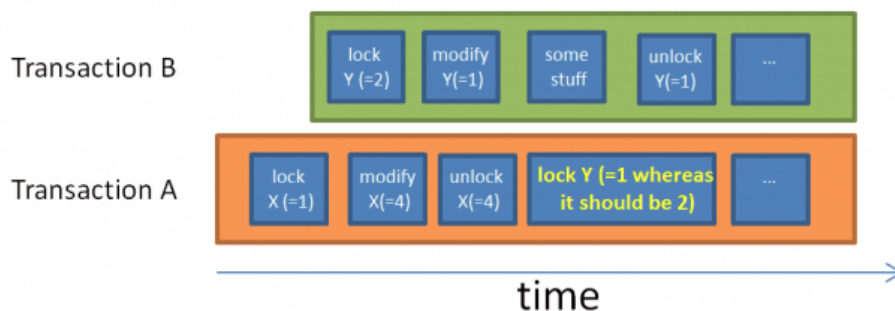 Transaction B
lock
Y (=2)
modify
Y(=1)
some
stuff
unlock
Y(=1)
...
Transaction A
lock
X (=1)
modify
X(=4)
unlock
X(=4)
lock Y (=1 whereas
it should be 2)
...
time